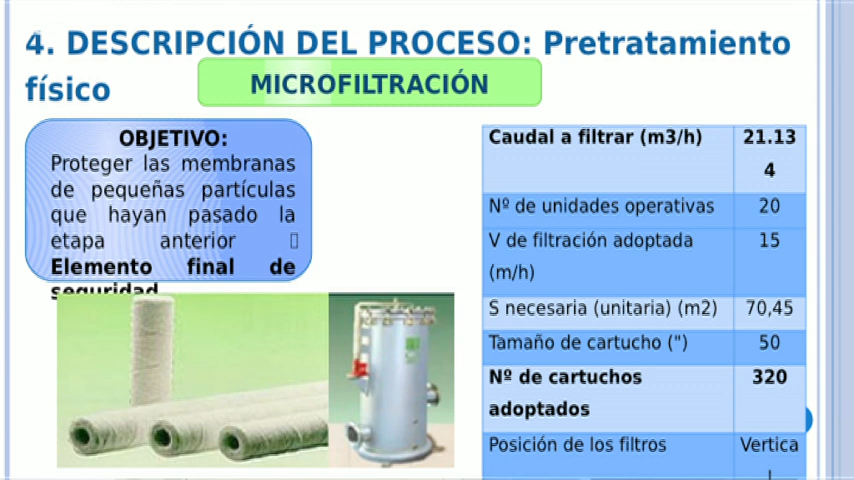 4. DESCRIPCIÓN DEL PROCESO: Pretratamiento
físico
MICROFILTRACIÓN
OBJETIVO:
Proteger las membranas
de pequeñas partículas
que hayan pasado la
etapa anterior
Elemento final de
seguridad
Caudal a filtrar (m3/h) 21.13
4
Nº de unidades operativas 20
V de filtración adoptada 15
(m/h)
S necesaria (unitaria) (m2) 70,45
Tamaño de cartucho (") 50
Nº de cartuchos 320
adoptados
Posición de los filtros Vertica
l